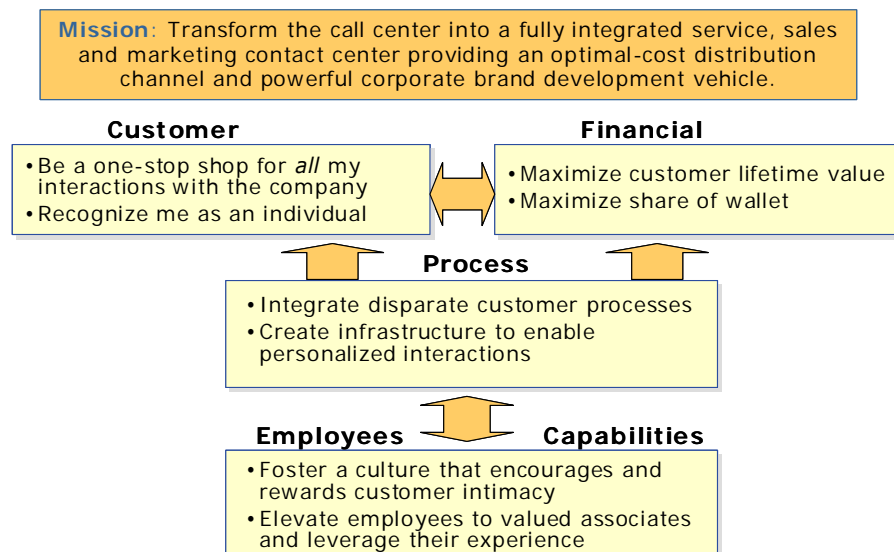 Mission: Transform the call center into a fully integrated service, sales
and marketing contact center providing an optimal-cost distribution
channel and powerful corporate brand development vehicle.
Customer
• Be a one-stop shop for all my
interactions with the company
• Recognize me as an individual
Financial
• Maximize customer lifetime value
• Maximize share of wallet
Process
• Integrate disparate customer processes
• Create infrastructure to enable
personalized interactions
Employees
Capabilities
• Foster a culture that encourages and
rewards customer intimacy
• Elevate employees to valued associates
and leverage their experience